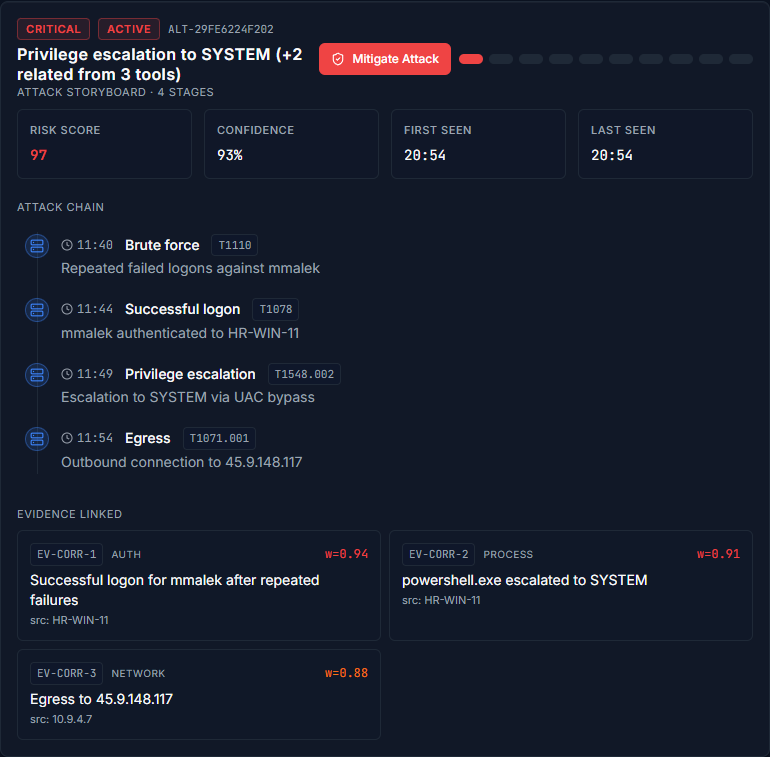 CRITICAL ACTIVE ALT-29FE6224F202
Privilege escalation to SYSTEM (+2
related from 3 tools)
Mitigate Attack
ATTACK STORYBOARD · 4 STAGES
RISK SCORE
97
CONFIDENCE
93%
FIRST SEEN
20:54
LAST SEEN
20:54
ATTACK CHAIN
11:40 Brute force T1110
Repeated failed logons against mmalek
11:44 Successful logon T1078
mmalek authenticated to HR-WIN-11
11:49 Privilege escalation T1548.002
Escalation to SYSTEM via UAC bypass
11:54 Egress T1071.001
Outbound connection to 45.9.148.117
EVIDENCE LINKED
EV-CORR-1 AUTH w=0.94
Successful logon for mmalek after repeated
failures
src: HR-WIN-11
EV-CORR-2 PROCESS w=0.91
powershell.exe escalated to SYSTEM
src: HR-WIN-11
EV-CORR-3 NETWORK w=0.88
Egress to 45.9.148.117
src: 10.9.4.7